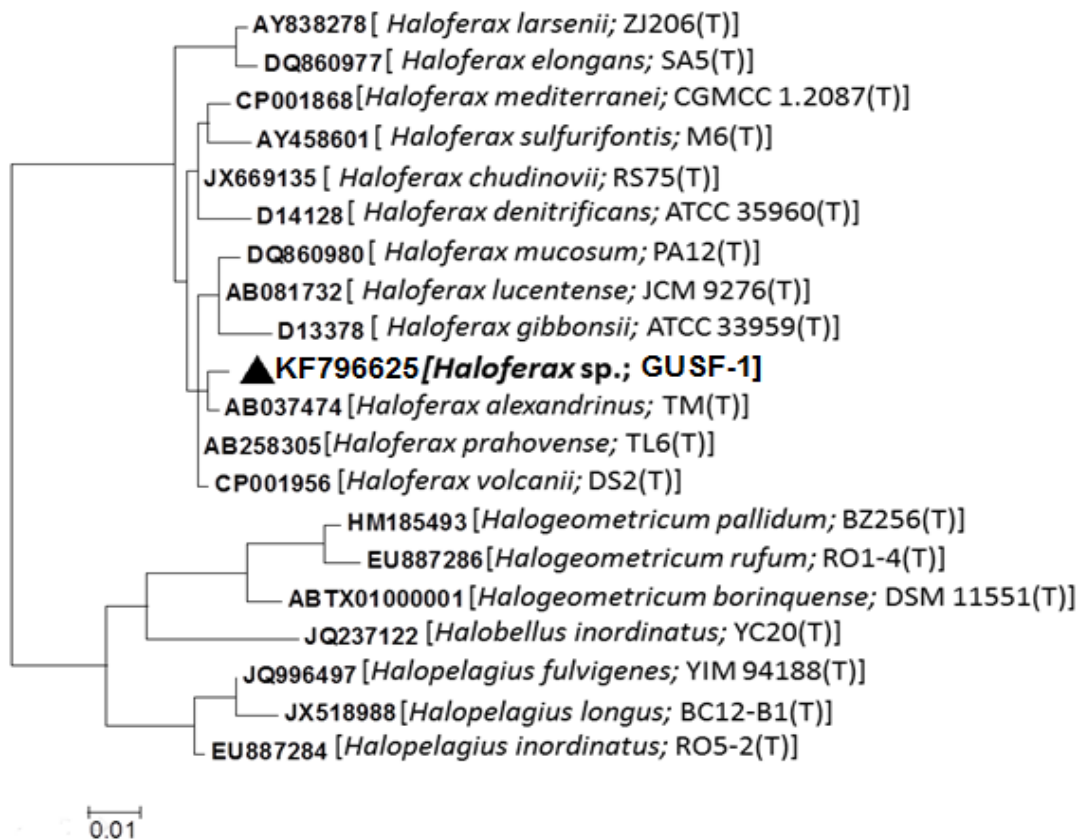 AY838278 [ Haloferax larsenii; ZJ206(T)]
DQ860977 [ Haloferax elongans; SA5(T)]
CP001868 [Haloferax mediterranei; CGMCC 1.2087(T)]
AY458601 [ Haloferax sulfurifontis; M6(T)]
JX669135 [ Haloferax chudinovii; RS75(T)]
D14128 [ Haloferax denitrificans; ATCC 35960(T)]
DQ860980 [ Haloferax mucosum; PA12(T)]
AB081732 [ Haloferax lucentense; JCM 9276(T)]
D13378 [ Haloferax gibbonsii; ATCC 33959(T)]
▲KF796625 [Haloferax sp.; GUSF-1]
AB037474 [Haloferax alexandrinus; TM(T)]
AB258305 [Haloferax prahovense; TL6(T)]
CP001956 [Haloferax volcanii; DS2(T)]
HM185493 [Halogeometricum pallidum; BZ256(T)]
EU887286 [Halogeometricum rufum; RO1-4(T)]
ABTX01000001 [Halogeometricum borinquense; DSM 11551(T)]
JQ237122 [Halobellus inordinatus; YC20(T)]
JQ996497 [Halopelagius fulvigenes; YIM 94188(T)]
JX518988 [Halopelagius longus; BC12-B1(T)]
EU887284 [Halopelagius inordinatus; RO5-2(T)]
0.01